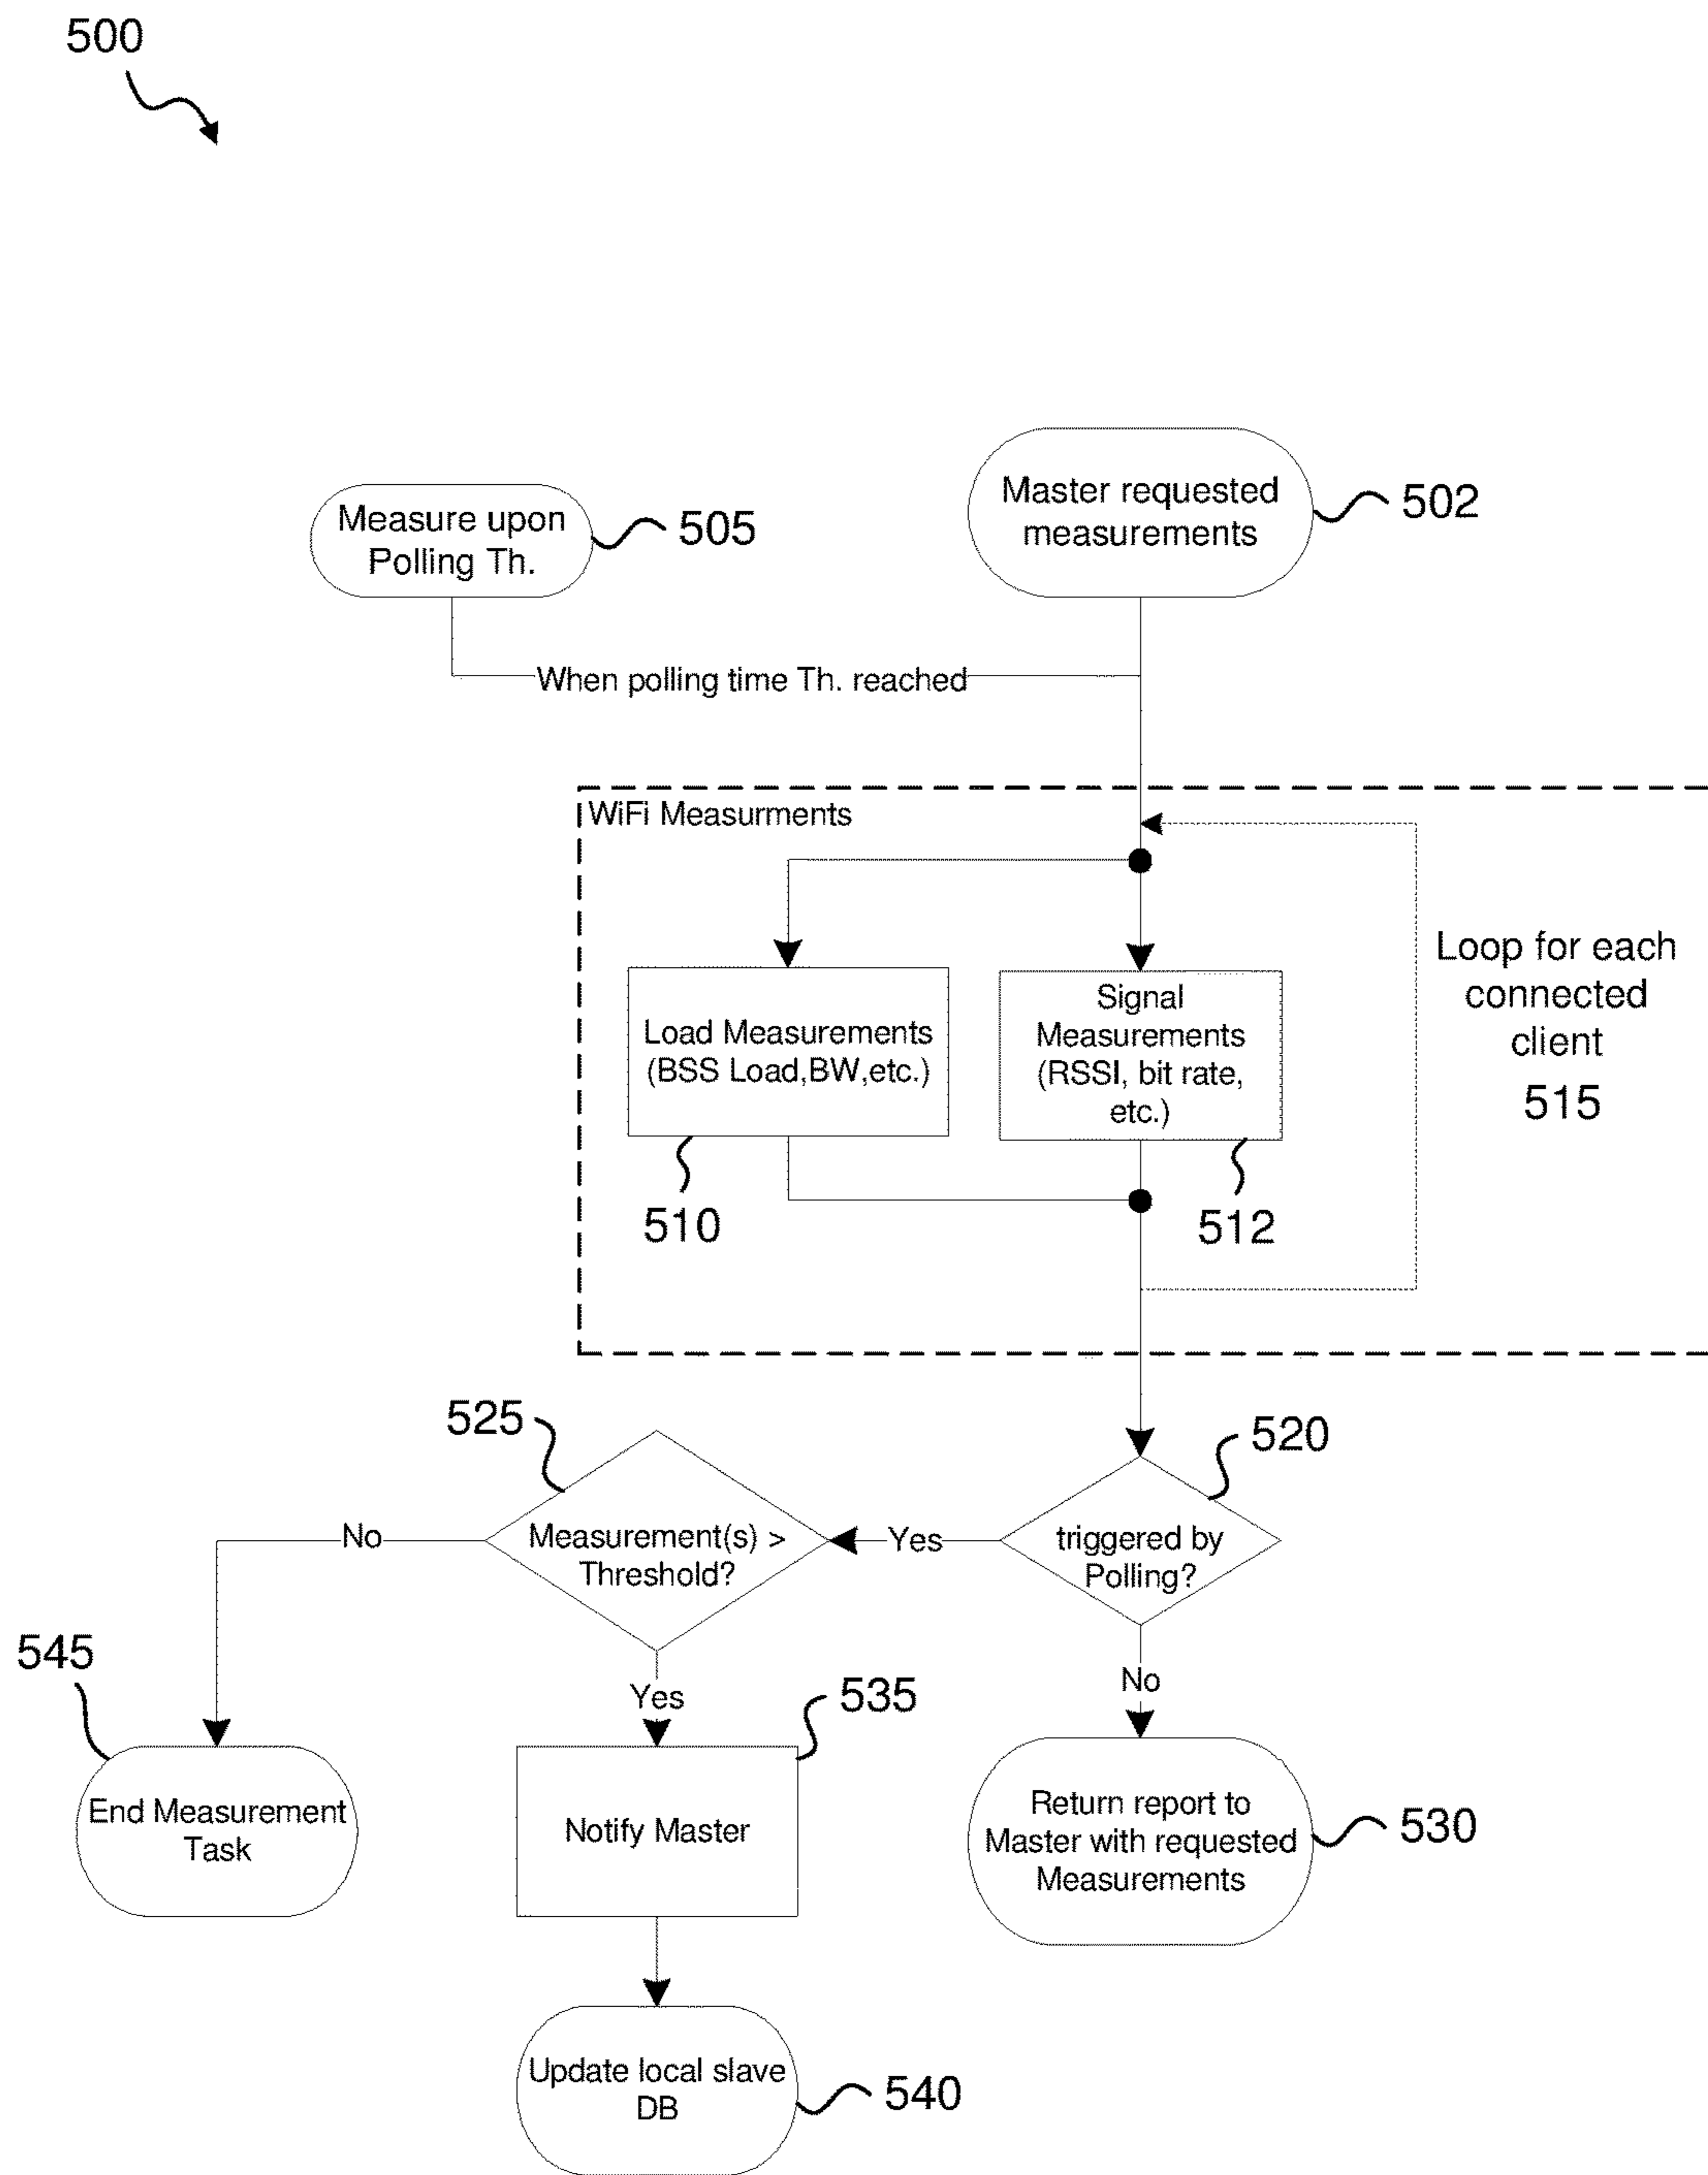 500
Master requested
measurements
502
Measure upon
Polling Th.
505
When polling time Th. reached
WiFi Measurments
Loop for each
connected
client
515
Load Measurements
(BSS Load,BW,etc.)
510
Signal
Measurements
(RSSI, bit rate,
etc.)
512
525
520
No
Measurement(s) >
Threshold?
Yes
triggered by
Polling?
545
Yes
535
No
End Measurement
Task
Notify Master
Return report to
Master with requested
Measurements
530
Update local slave
DB
540